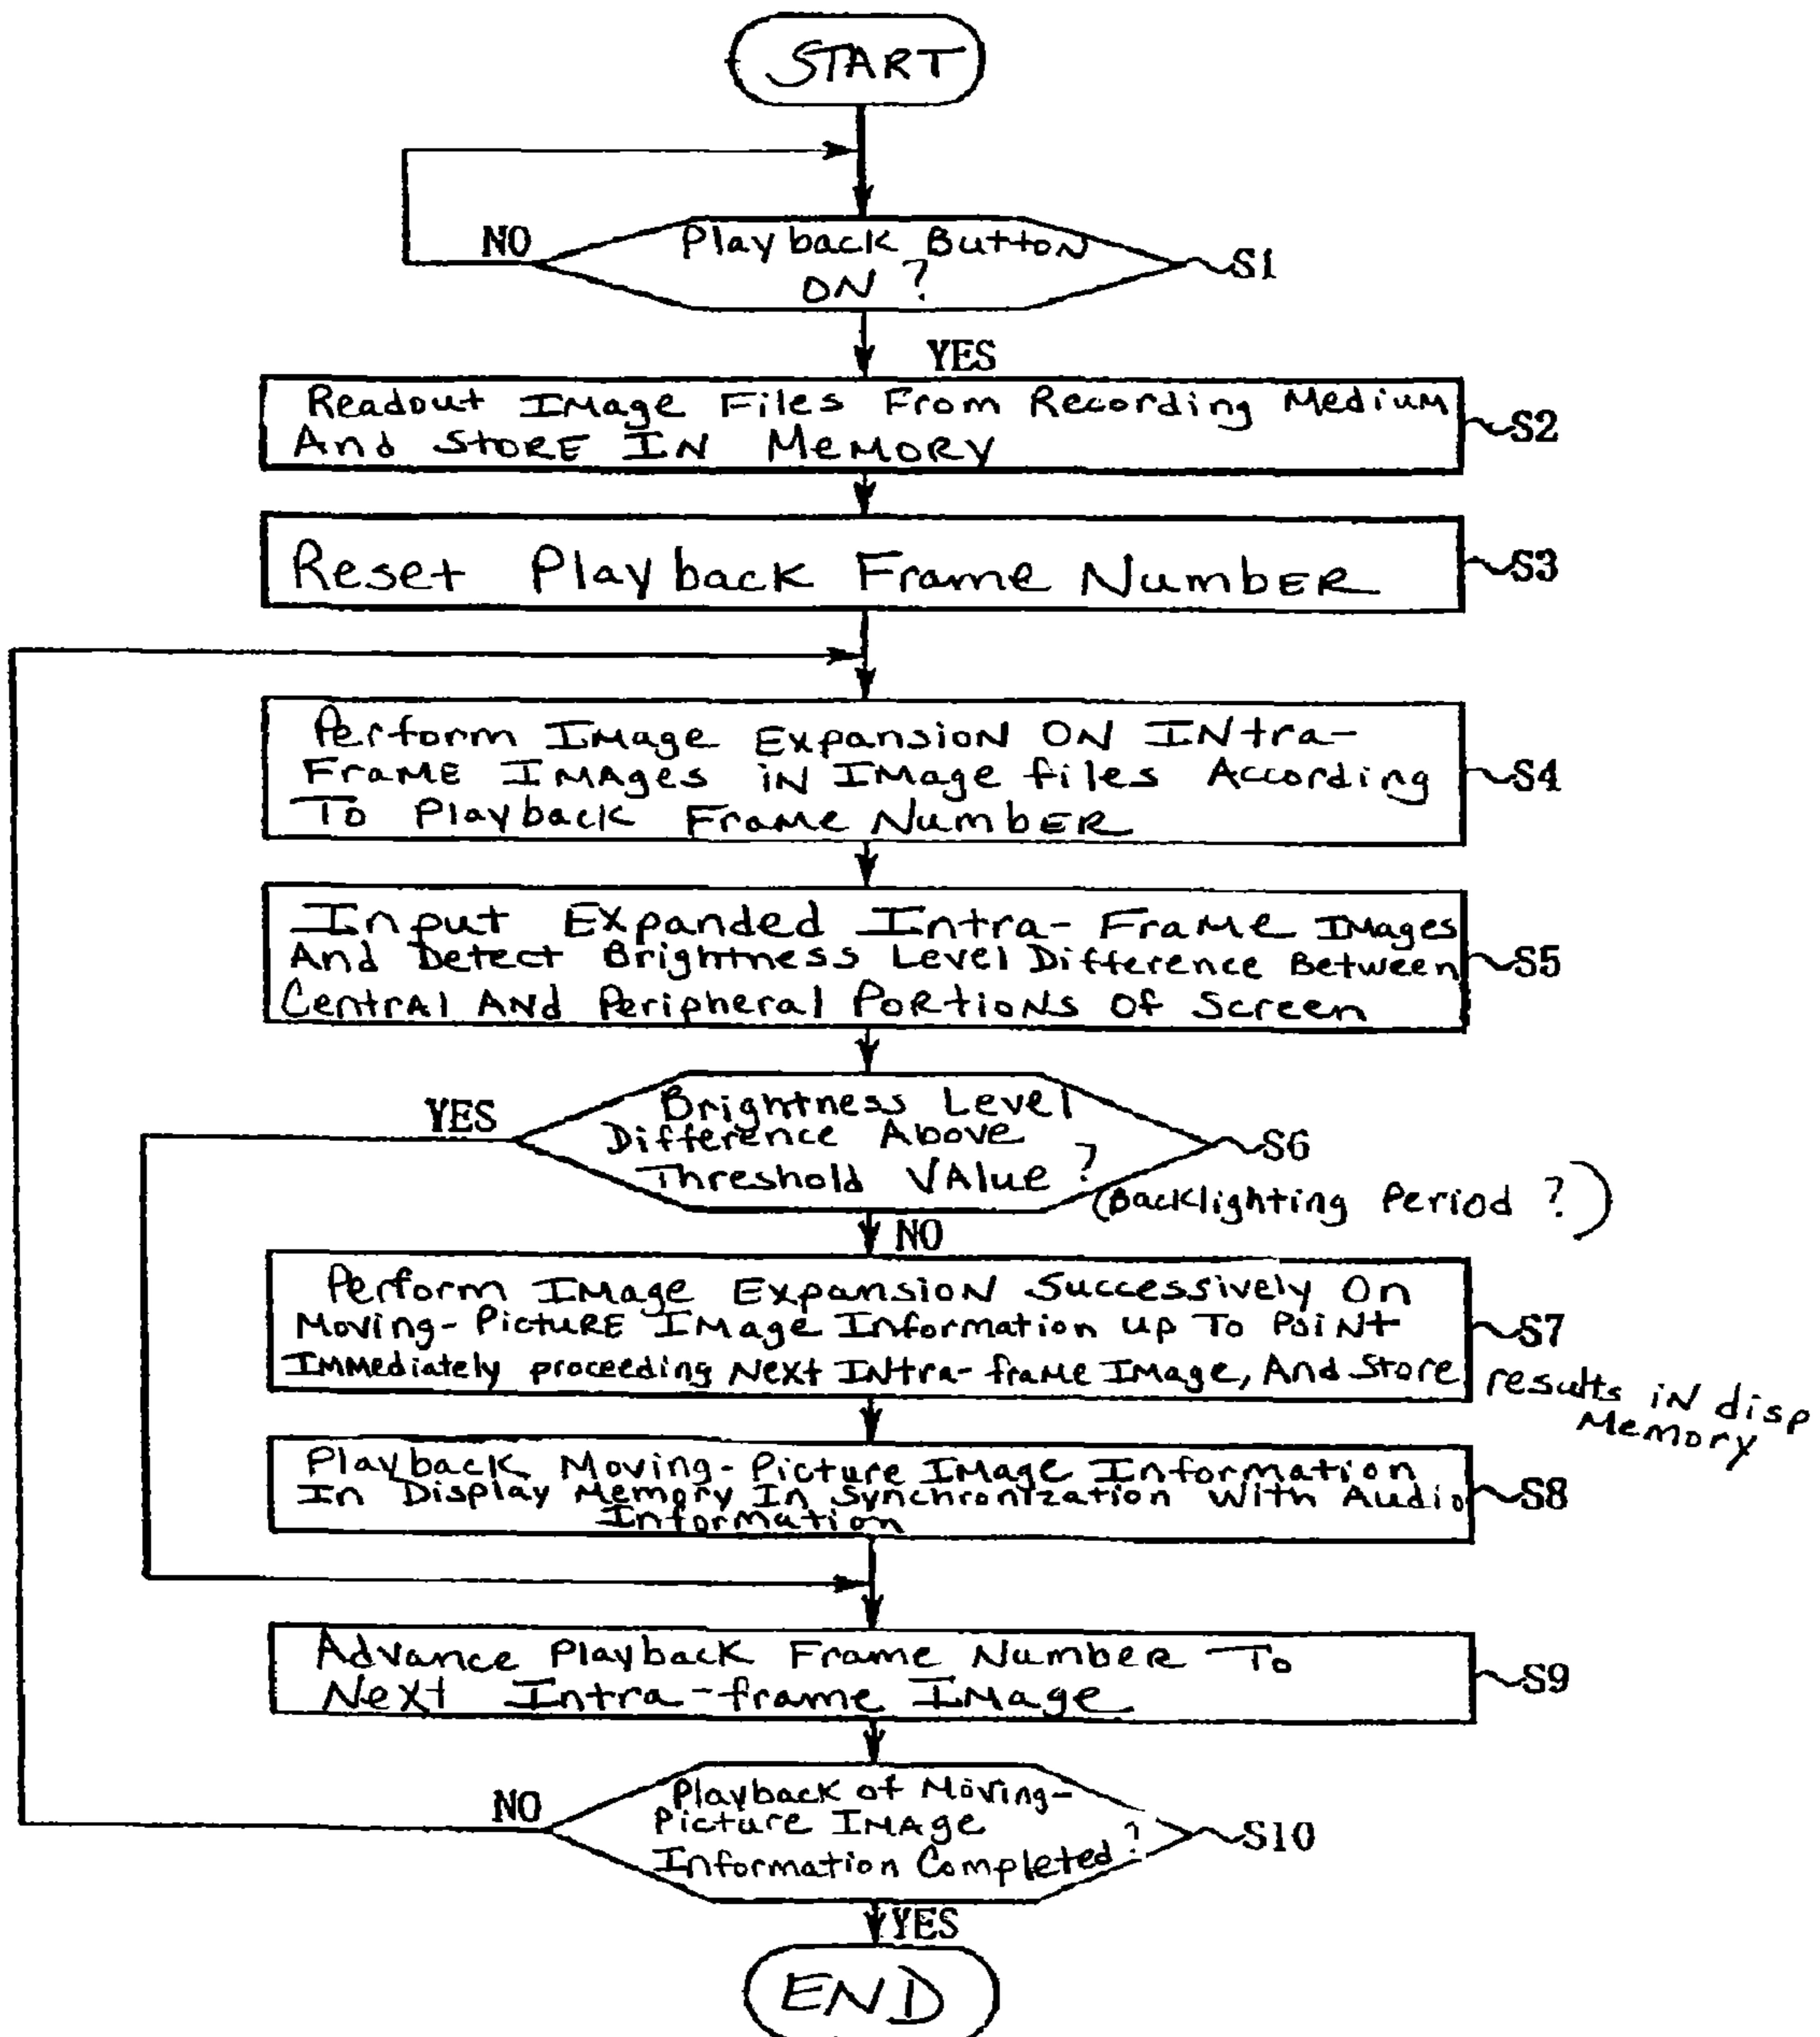 START
NO
Playback Button
ON ?
S1
YES
Readout Image Files From Recording Medium
And Store In Memory
S2
Reset Playback Frame Number
S3
Perform Image Expansion On Intra-
Frame Images in Image files According
To Playback Frame Number
S4
Input Expanded Intra-Frame Images
And Detect Brightness Level Difference Between
Central And Peripheral Portions Of Screen
S5
YES
Brightness Level
Difference Above
Threshold Value ?
S6
(Backlighting Period ?)
NO
Perform Image Expansion Successively On
Moving-Picture Image Information up To Point
Immediately proceeding Next Intra-frame Image, And Store
S7
results in disp
Memory
Playback Moving-Picture Image Information
In Display Memory In Synchronization With Audio
Information
S8
Advance Playback Frame Number To
Next Intra-frame Image
S9
NO
Playback of Moving-
Picture Image
Information Completed ?
S10
YES
END